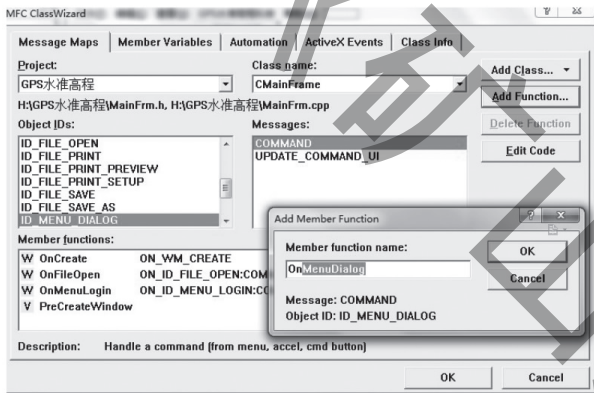 MFC ClassWizard
Message Maps Member Variables Automation ActiveX Events Class Info
Project: Class name:
GPS水准高程 CMainFrame
Add Class...
H:\GPS水准高程\MainFrm.h, H:\GPS水准高程\MainFrm.cpp
Add Function...
Object IDs: Messages:
Delete Function
ID_FILE_OPEN COMMAND
ID_FILE_PRINT UPDATE_COMMAND_UI
Edit Code
ID_FILE_PRINT_PREVIEW
ID_FILE_PRINT_SETUP
ID_FILE_SAVE
ID_FILE_SAVE_AS
ID_MENU_DIALOG
Add Member Function
Member functions:
Member function name:
OK
W OnCreate ON_WM_CREATE
W OnFileOpen ON_ID_FILE_OPEN:COM
OnMenuDialog
Cancel
W OnMenuLogin ON_ID_MENU_LOGIN:CO
V PreCreateWindow
Message: COMMAND
Object ID: ID_MENU_DIALOG
Description: Handle a command (from menu, accel, cmd button)
OK Cancel